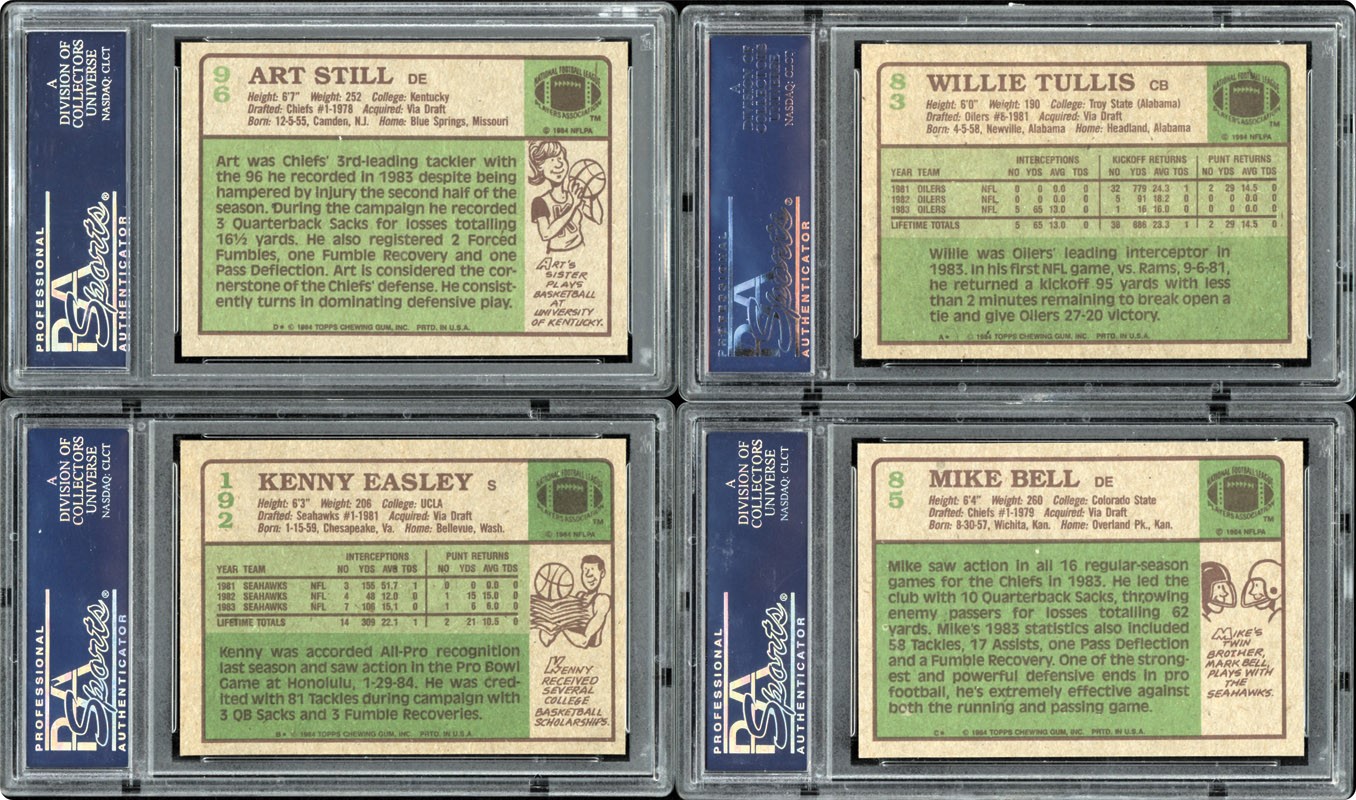 A
DIVISION OF
COLLECTORS
UNIVERSE
NASDAQ: CLCT
PROFESSIONAL
PSA
Sports®
AUTHENTICATOR
96 ART STILL DE
Height: 6'7" Weight: 252 College: Kentucky
Drafted: Chiefs #1-1978 Acquired: Via Draft
Born: 12-5-55, Camden, N.J. Home: Blue Springs, Missouri
NATIONAL FOOTBALL LEAGUE
PLAYERS ASSOCIATION
TM
© 1984 NFLPA
Art was Chiefs' 3rd-leading tackler with
the 96 he recorded in 1983 despite being
hampered by injury the second half of the
season. During the campaign he recorded
3 Quarterback Sacks for losses totalling
16½ yards. He also registered 2 Forced
Fumbles, one Fumble Recovery and one
Pass Deflection. Art is considered the cor-
nerstone of the Chiefs' defense. He consist-
ently turns in dominating defensive play.
ART'S
SISTER
PLAYS
BASKETBALL
AT
UNIVERSITY
OF KENTUCKY.
D* © 1984 TOPPS CHEWING GUM, INC. PRTD. IN U.S.A.
A
DIVISION OF
COLLECTORS
UNIVERSE
NASDAQ: CLCT
PROFESSIONAL
PSA
Sports®
AUTHENTICATOR
83 WILLIE TULLIS CB
Height: 6'0" Weight: 190 College: Troy State (Alabama)
Drafted: Oilers #8-1981 Acquired: Via Draft
Born: 4-5-58, Newville, Alabama Home: Headland, Alabama
NATIONAL FOOTBALL LEAGUE
PLAYERS ASSOCIATION
TM
© 1984 NFLPA
INTERCEPTIONS KICKOFF RETURNS PUNT RETURNS
YEAR TEAM NO YDS AVG TDS NO YDS AVG TDS NO YDS AVG TDS
1981 OILERS NFL 0 0 0.0 0 32 779 24.3 1 2 29 14.5 0
1982 OILERS NFL 0 0 0.0 0 5 91 18.2 0 0 0 0.0 0
1983 OILERS NFL 5 65 13.0 0 1 16 16.0 0 0 0 0.0 0
LIFETIME TOTALS 5 65 13.0 0 38 886 23.3 1 2 29 14.5 0
Willie was Oilers' leading interceptor in
1983. In his first NFL game, vs. Rams, 9-6-81,
he returned a kickoff 95 yards with less
than 2 minutes remaining to break open a
tie and give Oilers 27-20 victory.
A* © 1984 TOPPS CHEWING GUM, INC. PRTD. IN U.S.A.
A
DIVISION OF
COLLECTORS
UNIVERSE
NASDAQ: CLCT
PROFESSIONAL
PSA
Sports®
AUTHENTICATOR
192 KENNY EASLEY S
Height: 6'3" Weight: 206 College: UCLA
Drafted: Seahawks #1-1981 Acquired: Via Draft
Born: 1-15-59, Chesapeake, Va. Home: Bellevue, Wash.
NATIONAL FOOTBALL LEAGUE
PLAYERS ASSOCIATION
TM
© 1984 NFLPA
INTERCEPTIONS PUNT RETURNS
YEAR TEAM NO YDS AVG TDS NO YDS AVG TDS
1981 SEAHAWKS NFL 3 155 51.7 1 0 0 0.0 0
1982 SEAHAWKS NFL 4 48 12.0 0 1 15 15.0 0
1983 SEAHAWKS NFL 7 106 15.1 0 1 6 6.0 0
LIFETIME TOTALS 14 309 22.1 1 2 21 10.5 0
Kenny was accorded All-Pro recognition
last season and saw action in the Pro Bowl
Game at Honolulu, 1-29-84. He was cred-
ited with 81 Tackles during campaign with
3 QB Sacks and 3 Fumble Recoveries.
KENNY
RECEIVED
SEVERAL
COLLEGE
BASKETBALL
SCHOLARSHIPS.
B* © 1984 TOPPS CHEWING GUM, INC. PRTD. IN U.S.A.
A
DIVISION OF
COLLECTORS
UNIVERSE
NASDAQ: CLCT
PROFESSIONAL
PSA
Sports®
AUTHENTICATOR
85 MIKE BELL DE
Height: 6'4" Weight: 260 College: Colorado State
Drafted: Chiefs #1-1979 Acquired: Via Draft
Born: 8-30-57, Wichita, Kan. Home: Overland Pk., Kan.
NATIONAL FOOTBALL LEAGUE
PLAYERS ASSOCIATION
TM
© 1984 NFLPA
Mike saw action in all 16 regular-season
games for the Chiefs in 1983. He led the
club with 10 Quarterback Sacks, throwing
enemy passers for losses totalling 62
yards. Mike's 1983 statistics also included
58 Tackles, 17 Assists, one Pass Deflection
and a Fumble Recovery. One of the strong-
est and powerful defensive ends in pro
football, he's extremely effective against
both the running and passing game.
MIKE'S
TWIN
BROTHER,
MARK BELL,
PLAYS WITH
THE
SEAHAWKS.
C* © 1984 TOPPS CHEWING GUM, INC. PRTD. IN U.S.A.